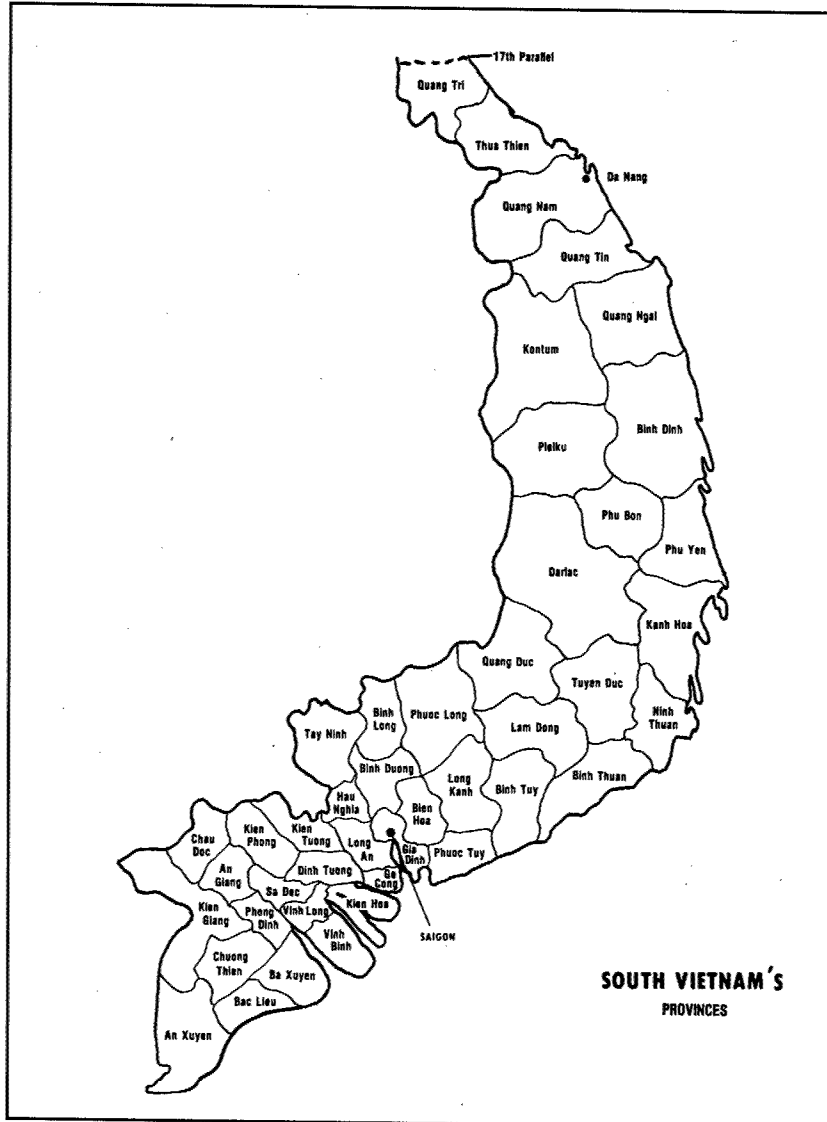 17th Parallel
Quang Tri
Thua Thien
Da Nang
Quang Nam
Quang Tin
Quang Ngai
Kontum
Binh Dinh
Pleiku
Phu Bon
Phu Yen
Darlac
Kanh Hoa
Quang Duc
Tuyen Duc
Ninh
Thuan
Binh
Long
Phuoc Long
Lam Dong
Tay Ninh
Binh Duong
Long
Kanh
Binh Tuy
Binh Thuan
Hau
Nghia
Bien
Hoa
Kien
Tuong
Kien
Phong
Chau
Doc
Long
An
Gia
Dinh
Phuoc Tuy
An
Giang
Dinh Tuong
Go
Cong
Sa Dec
Kien Hoa
Kien
Giang
Phong
Dinh
Vinh Long
Vinh
Binh
SAIGON
Chuong
Thien
Ba Xuyen
Bac Lieu
An Xuyen
SOUTH VIETNAM'S
PROVINCES